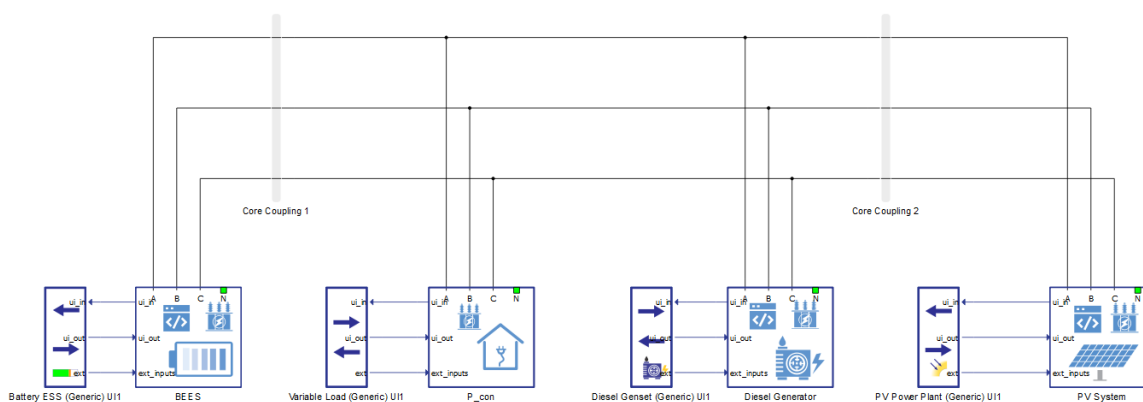 Core Coupling 1
Core Coupling 2
ui_in
ui_out
ext
ui_in
A
B
C
N
ui_out
ext_inputs
ui_in
ui_out
ext
ui_in
A
B
C
N
ui_out
ext_inputs
ui_in
ui_out
ext
ui_in
A
B
C
N
ui_out
ext_inputs
ui_in
ui_out
ext
ui_in
A
B
C
N
ui_out
ext_inputs
Battery ESS (Generic) UI1
BEES
Variable Load (Generic) UI1
P_con
Diesel Genset (Generic) UI1
Diesel Generator
PV Power Plant (Generic) UI1
PV System